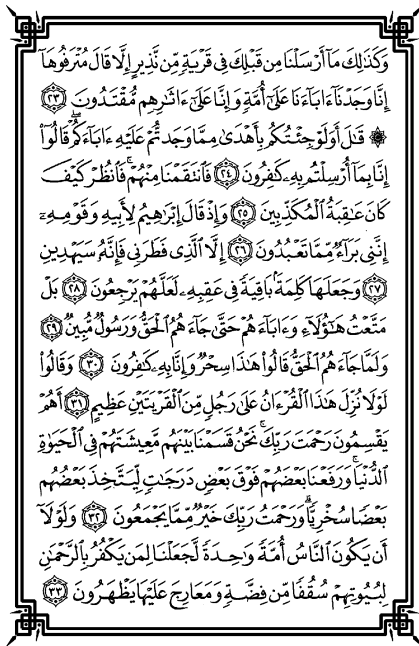 وَكَذَٰلِكَ مَآ أَرۡسَلۡنَا مِن قَبۡلِكَ فِي قَرۡيَةٖ مِّن نَّذِيرٍ إِلَّا قَالَ مُتۡرَفُوهَآ
إِنَّا وَجَدۡنَآ ءَابَآءَنَا عَلَىٰٓ أُمَّةٖ وَإِنَّا عَلَىٰٓ ءَاثَٰرِهِم مُّقۡتَدُونَ ٢٣
۞ قَٰلَ أَوَلَوۡ جِئۡتُكُم بِأَهۡدَىٰ مِمَّا وَجَدتُّمۡ عَلَيۡهِ ءَابَآءَكُمۡۖ قَالُوٓاْ
إِنَّا بِمَآ أُرۡسِلۡتُم بِهِۦ كَٰفِرُونَ ٢٤ فَٱنتَقَمۡنَا مِنۡهُمۡۖ فَٱنظُرۡ كَيۡفَ
كَانَ عَٰقِبَةُ ٱلۡمُكَذِّبِينَ ٢٥ وَإِذۡ قَالَ إِبۡرَٰهِيمُ لِأَبِيهِ وَقَوۡمِهِۦٓ
إِنَّنِي بَرَآءٞ مِّمَّا تَعۡبُدُونَ ٢٦ إِلَّا ٱلَّذِي فَطَرَنِي فَإِنَّهُۥ سَيَهۡدِينِ
٢٧ وَجَعَلَهَا كَلِمَةَۢ بَاقِيَةٗ فِي عَقِبِهِۦ لَعَلَّهُمۡ يَرۡجِعُونَ ٢٨ بَلۡ
مَتَّعۡتُ هَٰٓؤُلَآءِ وَءَابَآءَهُمۡ حَتَّىٰ جَآءَهُمُ ٱلۡحَقُّ وَرَسُولٞ مُّبِينٞ ٢٩
وَلَمَّا جَآءَهُمُ ٱلۡحَقُّ قَالُواْ هَٰذَا سِحۡرٞ وَإِنَّا بِهِۦ كَٰفِرُونَ ٣٠ وَقَالُواْ
لَوۡلَا نُزِّلَ هَٰذَا ٱلۡقُرۡءَانُ عَلَىٰ رَجُلٖ مِّنَ ٱلۡقَرۡيَتَيۡنِ عَظِيمٍ ٣١ أَهُمۡ
يَقۡسِمُونَ رَحۡمَتَ رَبِّكَۚ نَحۡنُ قَسَمۡنَا بَيۡنَهُم مَّعِيشَتَهُمۡ فِي ٱلۡحَيَوٰةِ
ٱلدُّنۡيَاۚ وَرَفَعۡنَا بَعۡضَهُمۡ فَوۡقَ بَعۡضٖ دَرَجَٰتٖ لِّيَتَّخِذَ بَعۡضُهُم
بَعۡضٗا سُخۡرِيّٗاۗ وَرَحۡمَتُ رَبِّكَ خَيۡرٞ مِّمَّا يَجۡمَعُونَ ٣٢ وَلَوۡلَآ
أَن يَكُونَ ٱلنَّاسُ أُمَّةٗ وَٰحِدَةٗ لَّجَعَلۡنَا لِمَن يَكۡفُرُ بِٱلرَّحۡمَٰنِ
لِبُيُوتِهِمۡ سُقُفٗا مِّن فِضَّةٖ وَمَعَارِجَ عَلَيۡهَا يَظۡهَرُونَ ٣٣